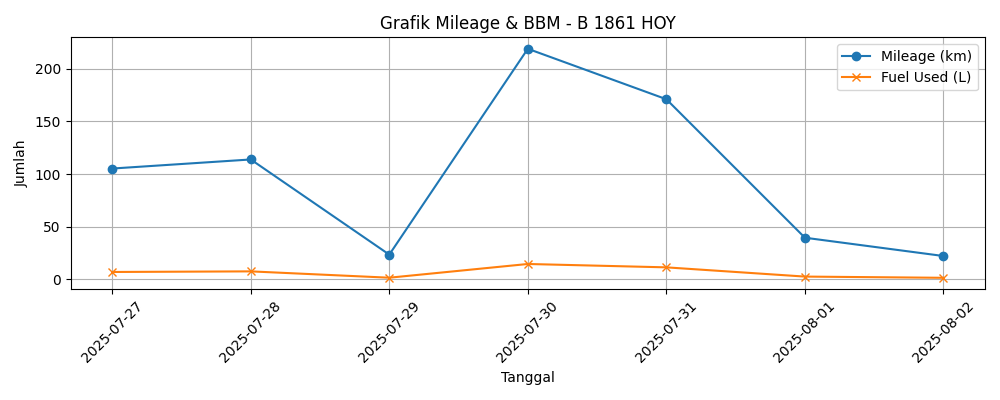 Grafik Mileage & BBM - B 1861 HOY
Mileage (km)
Fuel Used (L)
Jumlah
200
150
100
50
0
2025-07-27
2025-07-28
2025-07-29
2025-07-30
2025-07-31
2025-08-01
2025-08-02
Tanggal